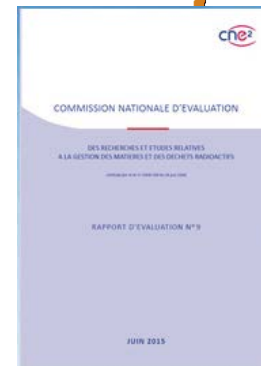 cne2
COMMISSION NATIONALE D'EVALUATION
DES RECHERCHES ET ETUDES RELATIVES
A LA GESTION DES MATIERES ET DES DECHETS RADIOACTIFS
RAPPORT D'EVALUATION N°9
JUIN 2015